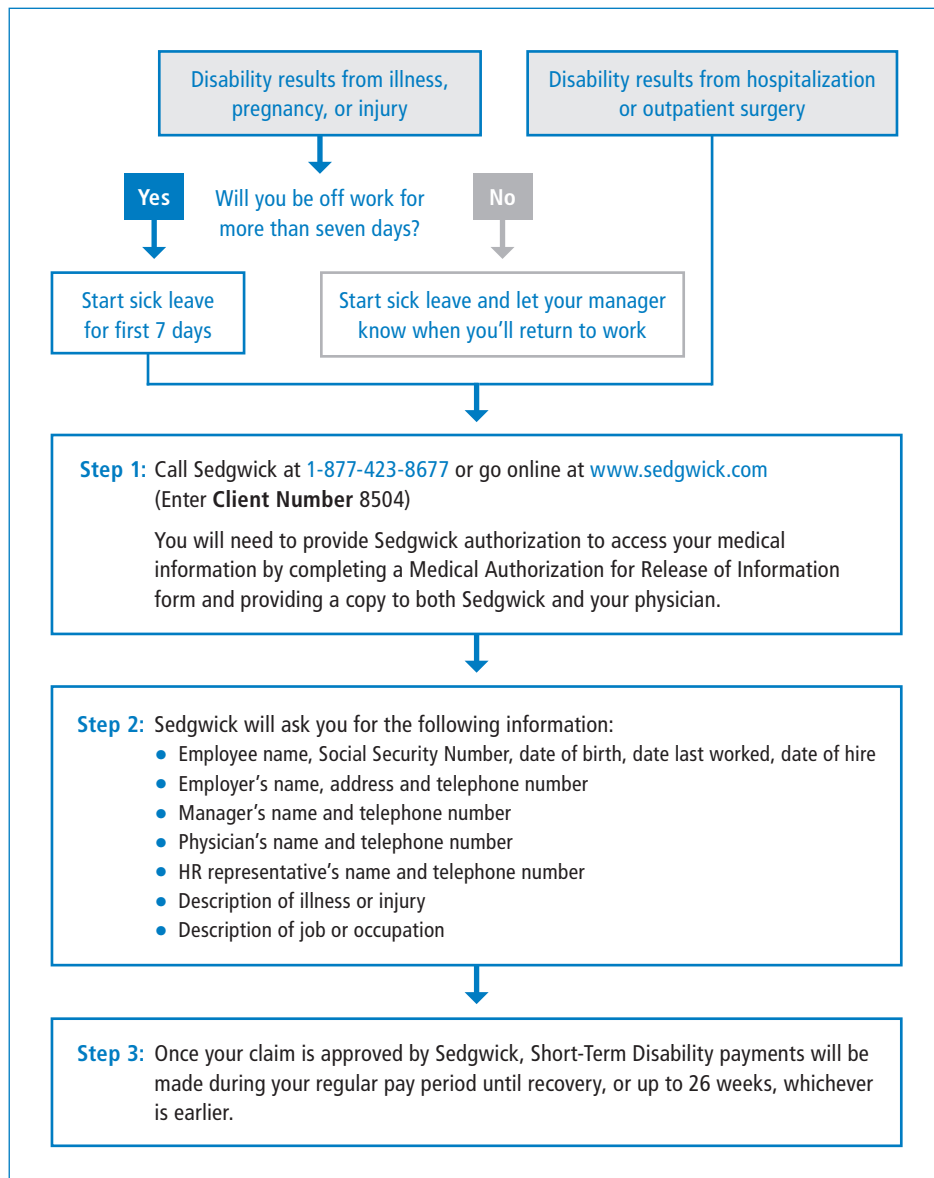 Disability results from illness,
pregnancy, or injury
Disability results from hospitalization
or outpatient surgery
Yes
Will you be off work for
more than seven days?
No
Start sick leave
for first 7 days
Start sick leave and let your manager
know when you’ll return to work
Step 1: Call Sedgwick at 1-877-423-8677 or go online at www.sedgwick.com
(Enter Client Number 8504)
You will need to provide Sedgwick authorization to access your medical
information by completing a Medical Authorization for Release of Information
form and providing a copy to both Sedgwick and your physician.
Step 2: Sedgwick will ask you for the following information:
• Employee name, Social Security Number, date of birth, date last worked, date of hire
• Employer’s name, address and telephone number
• Manager’s name and telephone number
• Physician’s name and telephone number
• HR representative’s name and telephone number
• Description of illness or injury
• Description of job or occupation
Step 3: Once your claim is approved by Sedgwick, Short-Term Disability payments will be
made during your regular pay period until recovery, or up to 26 weeks, whichever
is earlier.